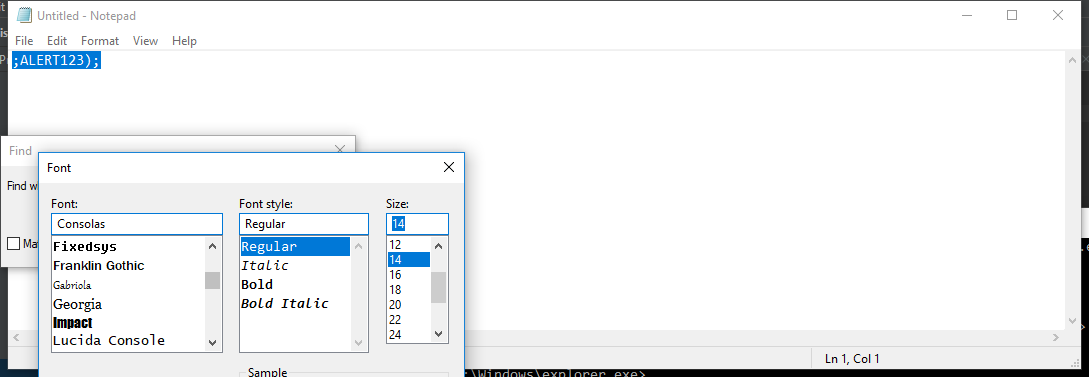 Untitled - Notepad
File Edit Format View Help
;ALERT123);
Find
Find w
Ma
Font
Font: Font style: Size:
Consolas Regular 14
Fixedsys
Franklin Gothic
Gabriola
Georgia
Impact
Lucida Console
Regular
Italic
Bold
Bold Italic
12
14
16
18
20
22
24
Sample
Ln 1, Col 1
:\Windows\explorer.exe>